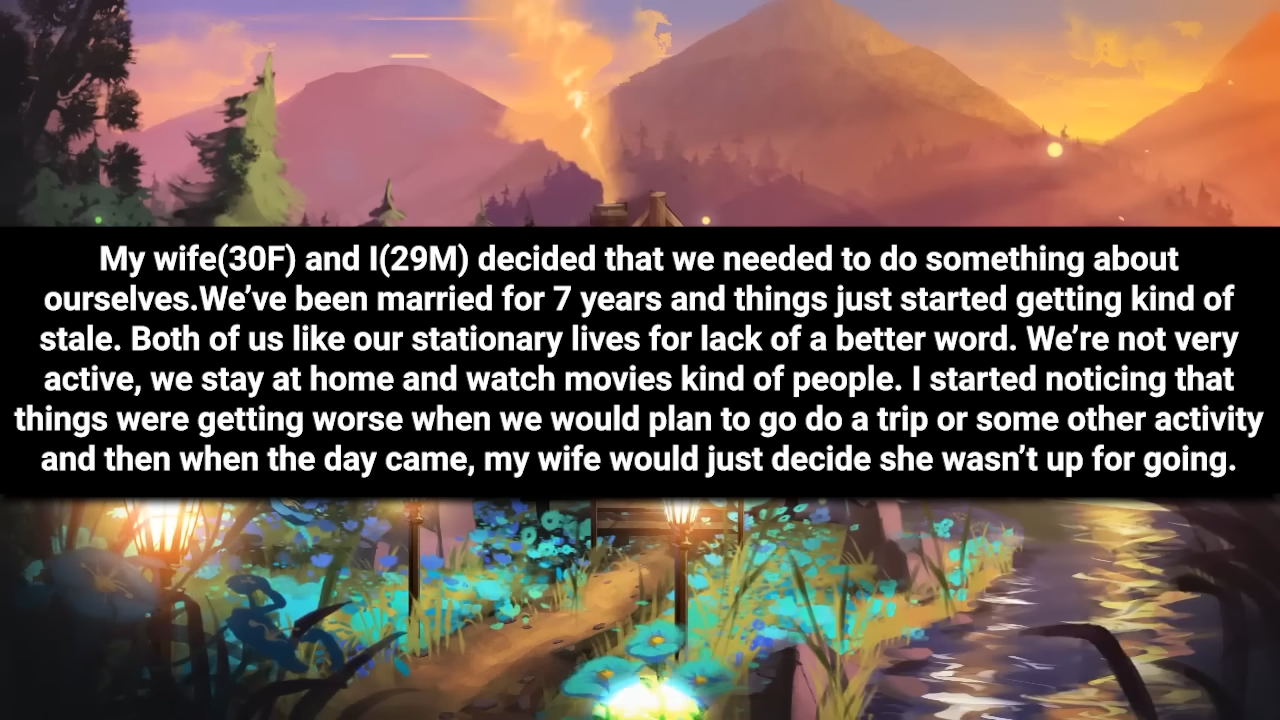 My wife(30F) and I(29M) decided that we needed to do something about
ourselves.We’ve been married for 7 years and things just started getting kind of
stale. Both of us like our stationary lives for lack of a better word. We’re not very
active, we stay at home and watch movies kind of people. I started noticing that
things were getting worse when we would plan to go do a trip or some other activity
and then when the day came, my wife would just decide she wasn’t up for going.